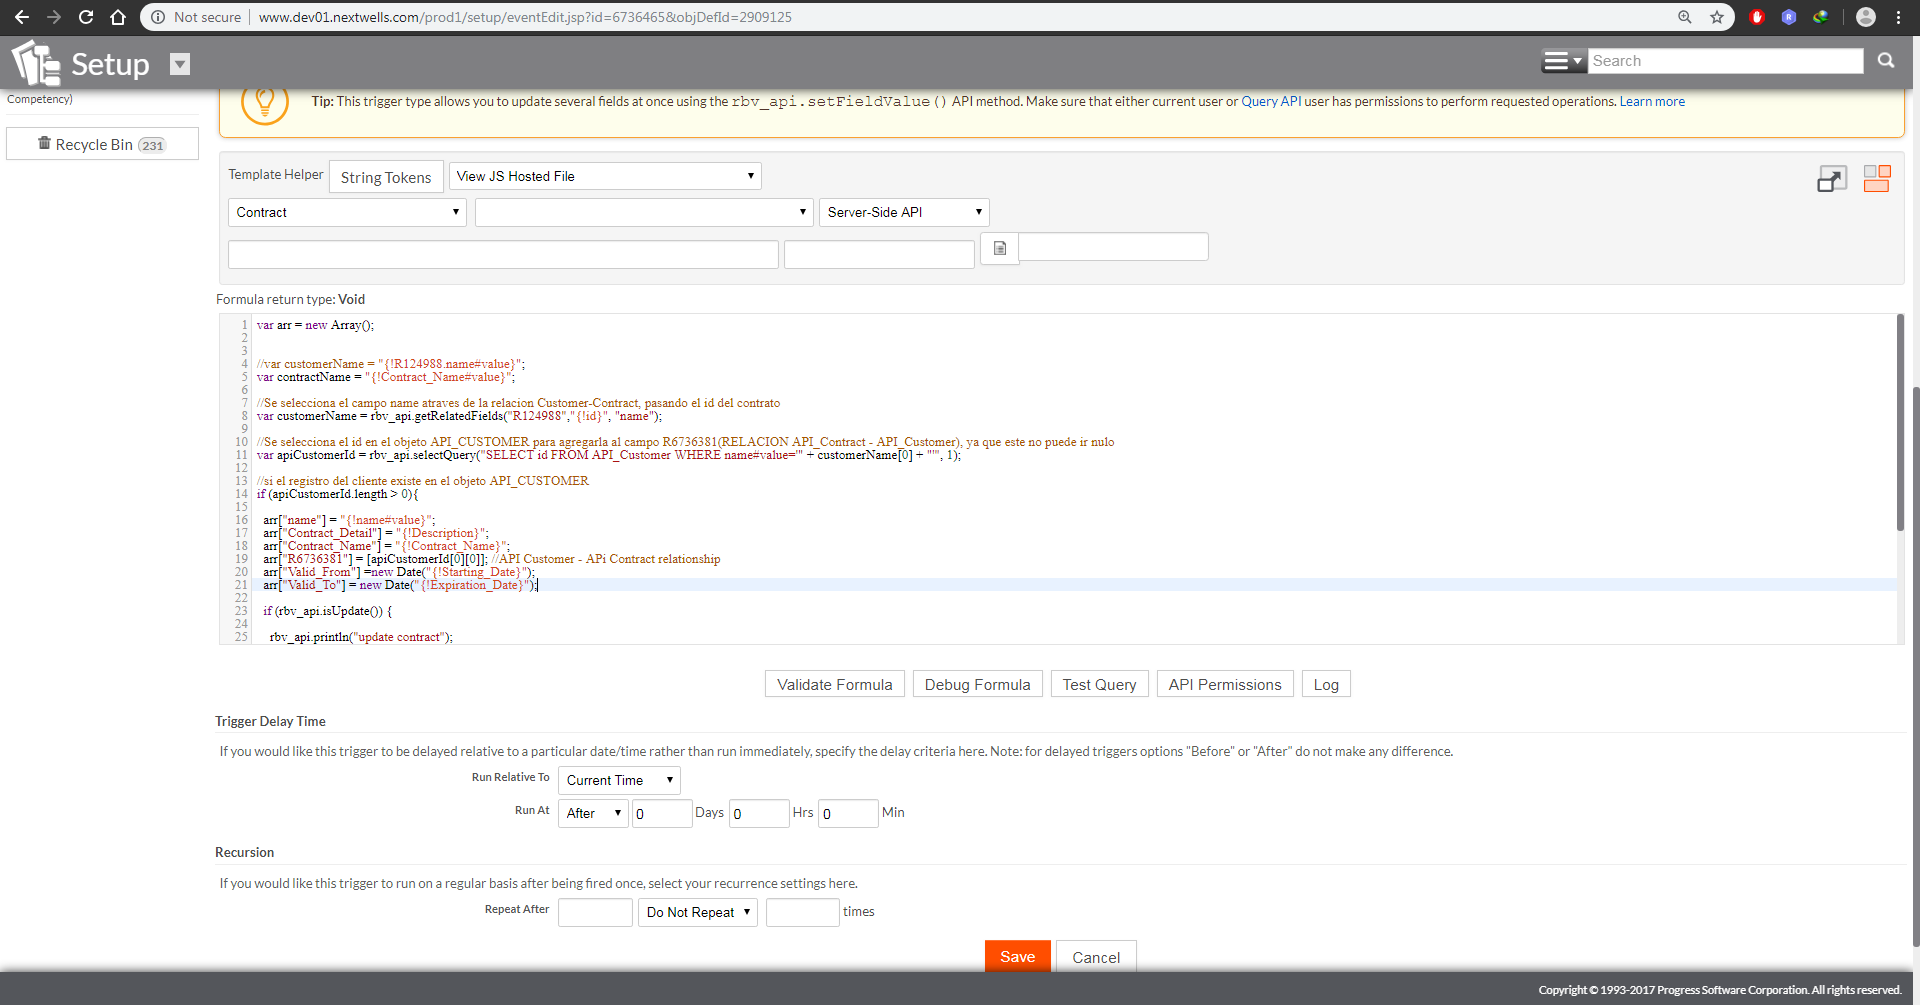 Not secure | www.dev01.nextwells.com/prod1/setup/eventEdit.jsp?id=6736465&objDefId=2909125
Setup
Search
Competency)
Recycle Bin 231
Tip: This trigger type allows you to update several fields at once using the rbv_api.setFieldValue() API method. Make sure that either current user or Query API user has permissions to perform requested operations. Learn more
Template Helper String Tokens View JS Hosted File
Contract Server-Side API
Formula return type: Void
1 var arr = new Array();
2
3
4 //var customerName = "{!R124988.name#value}";
5 var contractName = "{!Contract_Name#value}";
6
7 //Se selecciona el campo name atraves de la relacion Customer-Contract, pasando el id del contrato
8 var customerName = rbv_api.getRelatedFields("R124988","{!id}", "name");
9
10 //Se selecciona el id en el objeto API_CUSTOMER para agregarla al campo R6736381(RELACION API_Contract - API_Customer), ya que este no puede ir nulo
11 var apiCustomerId = rbv_api.selectQuery("SELECT id FROM API_Customer WHERE name#value='" + customerName[0] + "'", 1);
12
13 //si el registro del cliente existe en el objeto API_CUSTOMER
14 if (apiCustomerId.length > 0){
15
16 arr["name"] = "{!name#value}";
17 arr["Contract_Detail"] = "{!Description}";
18 arr["Contract_Name"] = "{!Contract_Name}";
19 arr["R6736381"] = [apiCustomerId[0][0]]; //API Customer - APi Contract relationship
20 arr["Valid_From"] =new Date("{!Starting_Date}");
21 arr["Valid_To"] = new Date("{!Expiration_Date}");
22
23 if (rbv_api.isUpdate()) {
24
25 rbv_api.println("update contract");
Validate Formula Debug Formula Test Query API Permissions Log
Trigger Delay Time
If you would like this trigger to be delayed relative to a particular date/time rather than run immediately, specify the delay criteria here. Note: for delayed triggers options "Before" or "After" do not make any difference.
Run Relative To Current Time
Run At After 0 Days 0 Hrs 0 Min
Recursion
If you would like this trigger to run on a regular basis after being fired once, select your recurrence settings here.
Repeat After Do Not Repeat times
Save Cancel
Copyright © 1993-2017 Progress Software Corporation. All rights reserved.